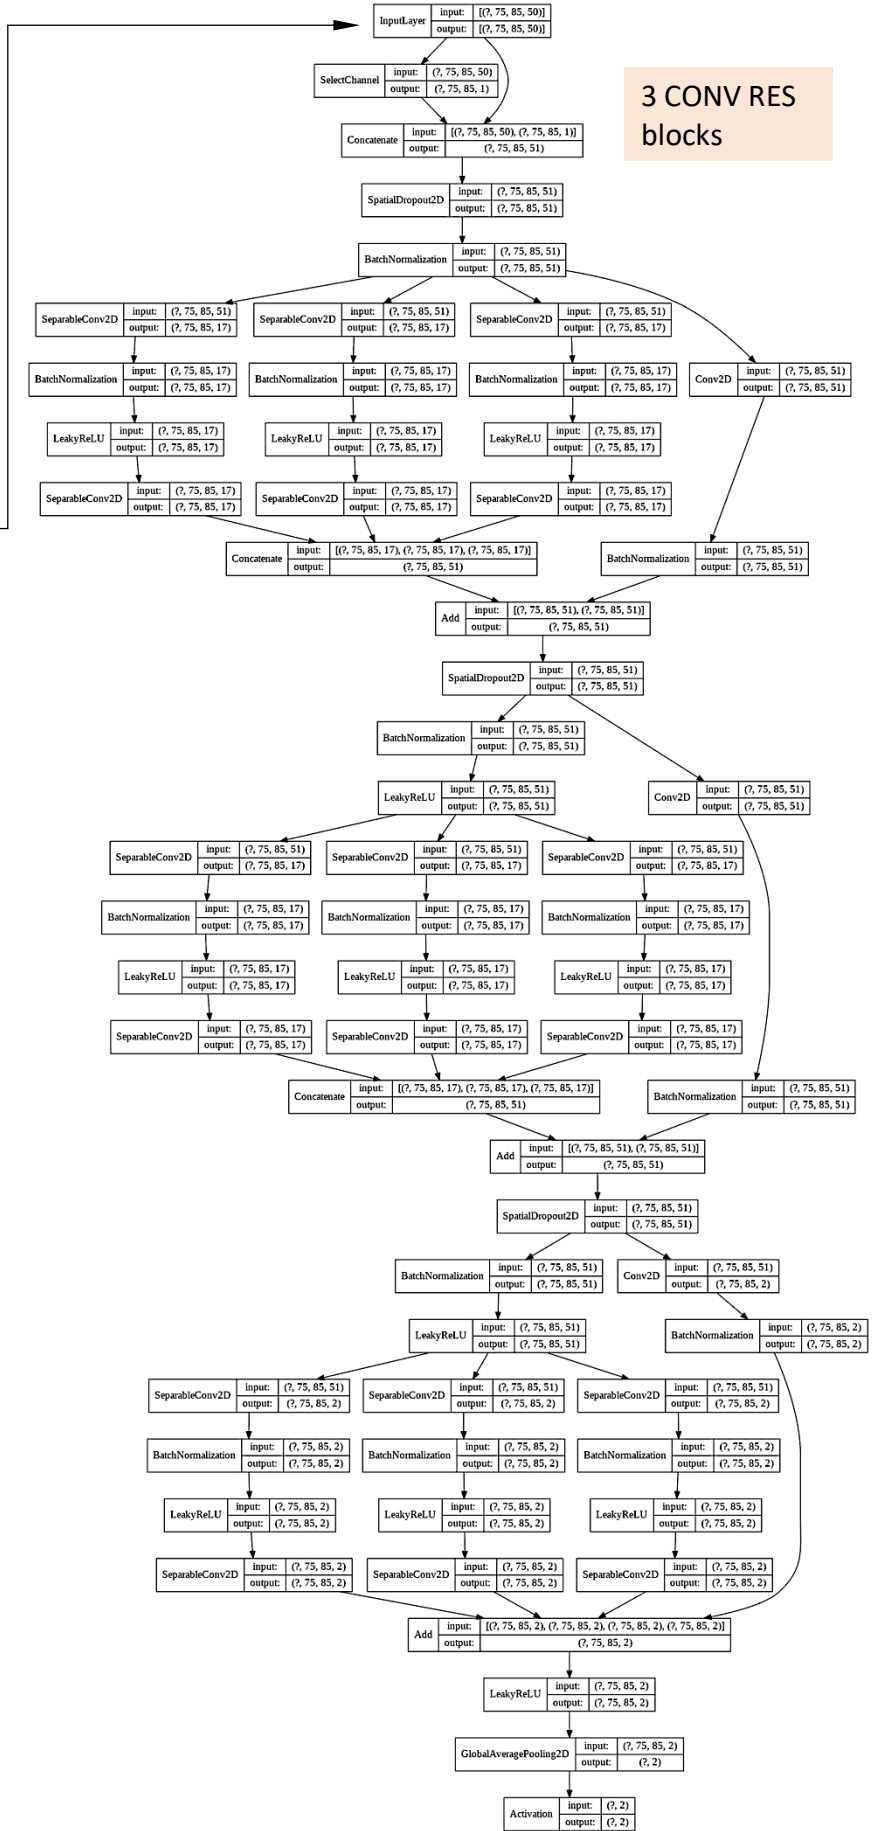 InputLayer
input: [(?, 75, 85, 50)]
output: [(?, 75, 85, 50)]
SelectChannel
input: (?, 75, 85, 50)
output: (?, 75, 85, 1)
3 CONV RES
blocks
Concatenate
input: [(?, 75, 85, 50), (?, 75, 85, 1)]
output: (?, 75, 85, 51)
SpatialDropout2D
input: (?, 75, 85, 51)
output: (?, 75, 85, 51)
BatchNormalization
input: (?, 75, 85, 51)
output: (?, 75, 85, 51)
SeparableConv2D
input: (?, 75, 85, 51)
output: (?, 75, 85, 17)
SeparableConv2D
input: (?, 75, 85, 51)
output: (?, 75, 85, 17)
SeparableConv2D
input: (?, 75, 85, 51)
output: (?, 75, 85, 17)
BatchNormalization
input: (?, 75, 85, 17)
output: (?, 75, 85, 17)
BatchNormalization
input: (?, 75, 85, 17)
output: (?, 75, 85, 17)
BatchNormalization
input: (?, 75, 85, 17)
output: (?, 75, 85, 17)
Conv2D
input: (?, 75, 85, 51)
output: (?, 75, 85, 51)
LeakyReLU
input: (?, 75, 85, 17)
output: (?, 75, 85, 17)
LeakyReLU
input: (?, 75, 85, 17)
output: (?, 75, 85, 17)
LeakyReLU
input: (?, 75, 85, 17)
output: (?, 75, 85, 17)
SeparableConv2D
input: (?, 75, 85, 17)
output: (?, 75, 85, 17)
SeparableConv2D
input: (?, 75, 85, 17)
output: (?, 75, 85, 17)
SeparableConv2D
input: (?, 75, 85, 17)
output: (?, 75, 85, 17)
Concatenate
input: [(?, 75, 85, 17), (?, 75, 85, 17), (?, 75, 85, 17)]
output: (?, 75, 85, 51)
BatchNormalization
input: (?, 75, 85, 51)
output: (?, 75, 85, 51)
Add
input: [(?, 75, 85, 51), (?, 75, 85, 51)]
output: (?, 75, 85, 51)
SpatialDropout2D
input: (?, 75, 85, 51)
output: (?, 75, 85, 51)
BatchNormalization
input: (?, 75, 85, 51)
output: (?, 75, 85, 51)
LeakyReLU
input: (?, 75, 85, 51)
output: (?, 75, 85, 51)
Conv2D
input: (?, 75, 85, 51)
output: (?, 75, 85, 51)
SeparableConv2D
input: (?, 75, 85, 51)
output: (?, 75, 85, 17)
SeparableConv2D
input: (?, 75, 85, 51)
output: (?, 75, 85, 17)
SeparableConv2D
input: (?, 75, 85, 51)
output: (?, 75, 85, 17)
BatchNormalization
input: (?, 75, 85, 17)
output: (?, 75, 85, 17)
BatchNormalization
input: (?, 75, 85, 17)
output: (?, 75, 85, 17)
BatchNormalization
input: (?, 75, 85, 17)
output: (?, 75, 85, 17)
LeakyReLU
input: (?, 75, 85, 17)
output: (?, 75, 85, 17)
LeakyReLU
input: (?, 75, 85, 17)
output: (?, 75, 85, 17)
LeakyReLU
input: (?, 75, 85, 17)
output: (?, 75, 85, 17)
SeparableConv2D
input: (?, 75, 85, 17)
output: (?, 75, 85, 17)
SeparableConv2D
input: (?, 75, 85, 17)
output: (?, 75, 85, 17)
SeparableConv2D
input: (?, 75, 85, 17)
output: (?, 75, 85, 17)
Concatenate
input: [(?, 75, 85, 17), (?, 75, 85, 17), (?, 75, 85, 17)]
output: (?, 75, 85, 51)
BatchNormalization
input: (?, 75, 85, 51)
output: (?, 75, 85, 51)
Add
input: [(?, 75, 85, 51), (?, 75, 85, 51)]
output: (?, 75, 85, 51)
SpatialDropout2D
input: (?, 75, 85, 51)
output: (?, 75, 85, 51)
BatchNormalization
input: (?, 75, 85, 51)
output: (?, 75, 85, 51)
Conv2D
input: (?, 75, 85, 51)
output: (?, 75, 85, 2)
LeakyReLU
input: (?, 75, 85, 51)
output: (?, 75, 85, 51)
BatchNormalization
input: (?, 75, 85, 2)
output: (?, 75, 85, 2)
SeparableConv2D
input: (?, 75, 85, 51)
output: (?, 75, 85, 2)
SeparableConv2D
input: (?, 75, 85, 51)
output: (?, 75, 85, 2)
SeparableConv2D
input: (?, 75, 85, 51)
output: (?, 75, 85, 2)
BatchNormalization
input: (?, 75, 85, 2)
output: (?, 75, 85, 2)
BatchNormalization
input: (?, 75, 85, 2)
output: (?, 75, 85, 2)
BatchNormalization
input: (?, 75, 85, 2)
output: (?, 75, 85, 2)
LeakyReLU
input: (?, 75, 85, 2)
output: (?, 75, 85, 2)
LeakyReLU
input: (?, 75, 85, 2)
output: (?, 75, 85, 2)
LeakyReLU
input: (?, 75, 85, 2)
output: (?, 75, 85, 2)
SeparableConv2D
input: (?, 75, 85, 2)
output: (?, 75, 85, 2)
SeparableConv2D
input: (?, 75, 85, 2)
output: (?, 75, 85, 2)
SeparableConv2D
input: (?, 75, 85, 2)
output: (?, 75, 85, 2)
Add
input: [(?, 75, 85, 2), (?, 75, 85, 2), (?, 75, 85, 2), (?, 75, 85, 2)]
output: (?, 75, 85, 2)
LeakyReLU
input: (?, 75, 85, 2)
output: (?, 75, 85, 2)
GlobalAveragePooling2D
input: (?, 75, 85, 2)
output: (?, 2)
Activation
input: (?, 2)
output: (?, 2)